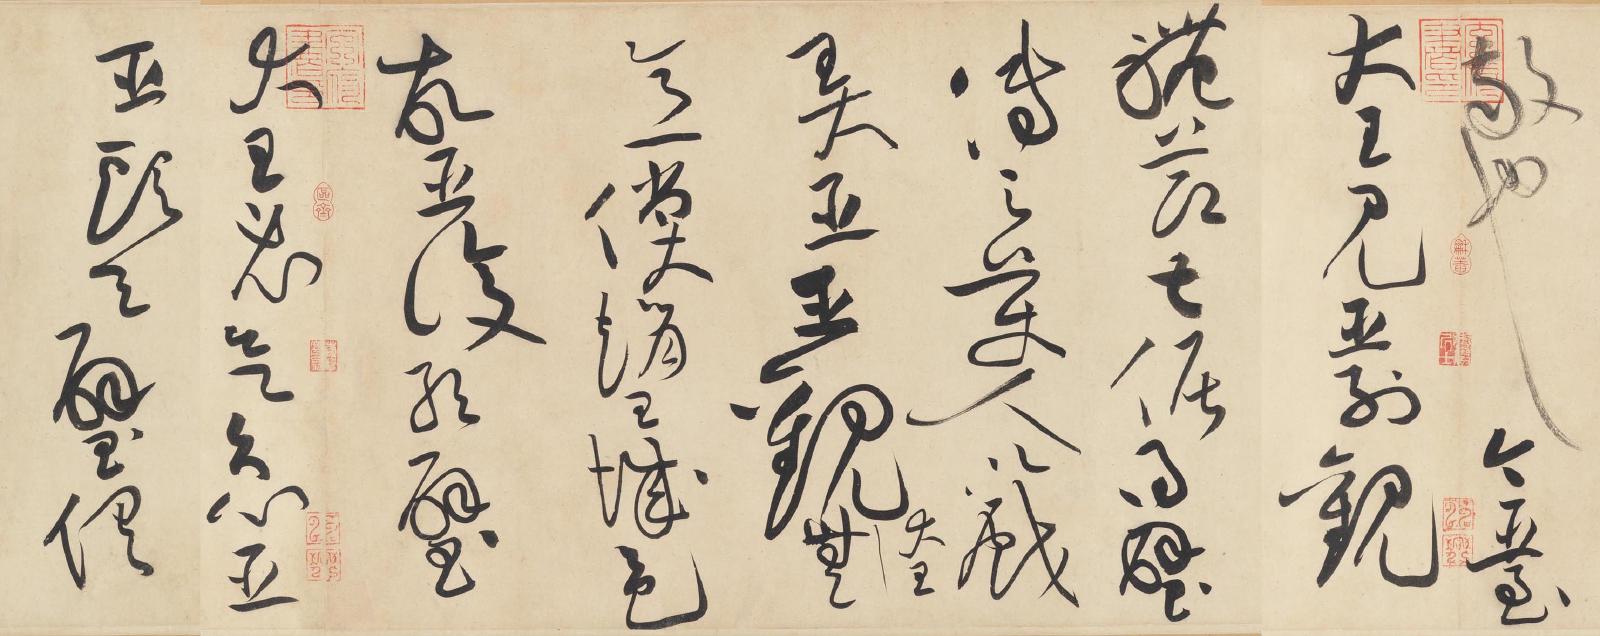 敬也今臣至
大王見臣列觀
禮節甚倨得璧
傳之美人以戲
弄臣臣觀大王無
意償趙王城邑
故臣復取璧
大王必欲急臣
臣頭與璧俱